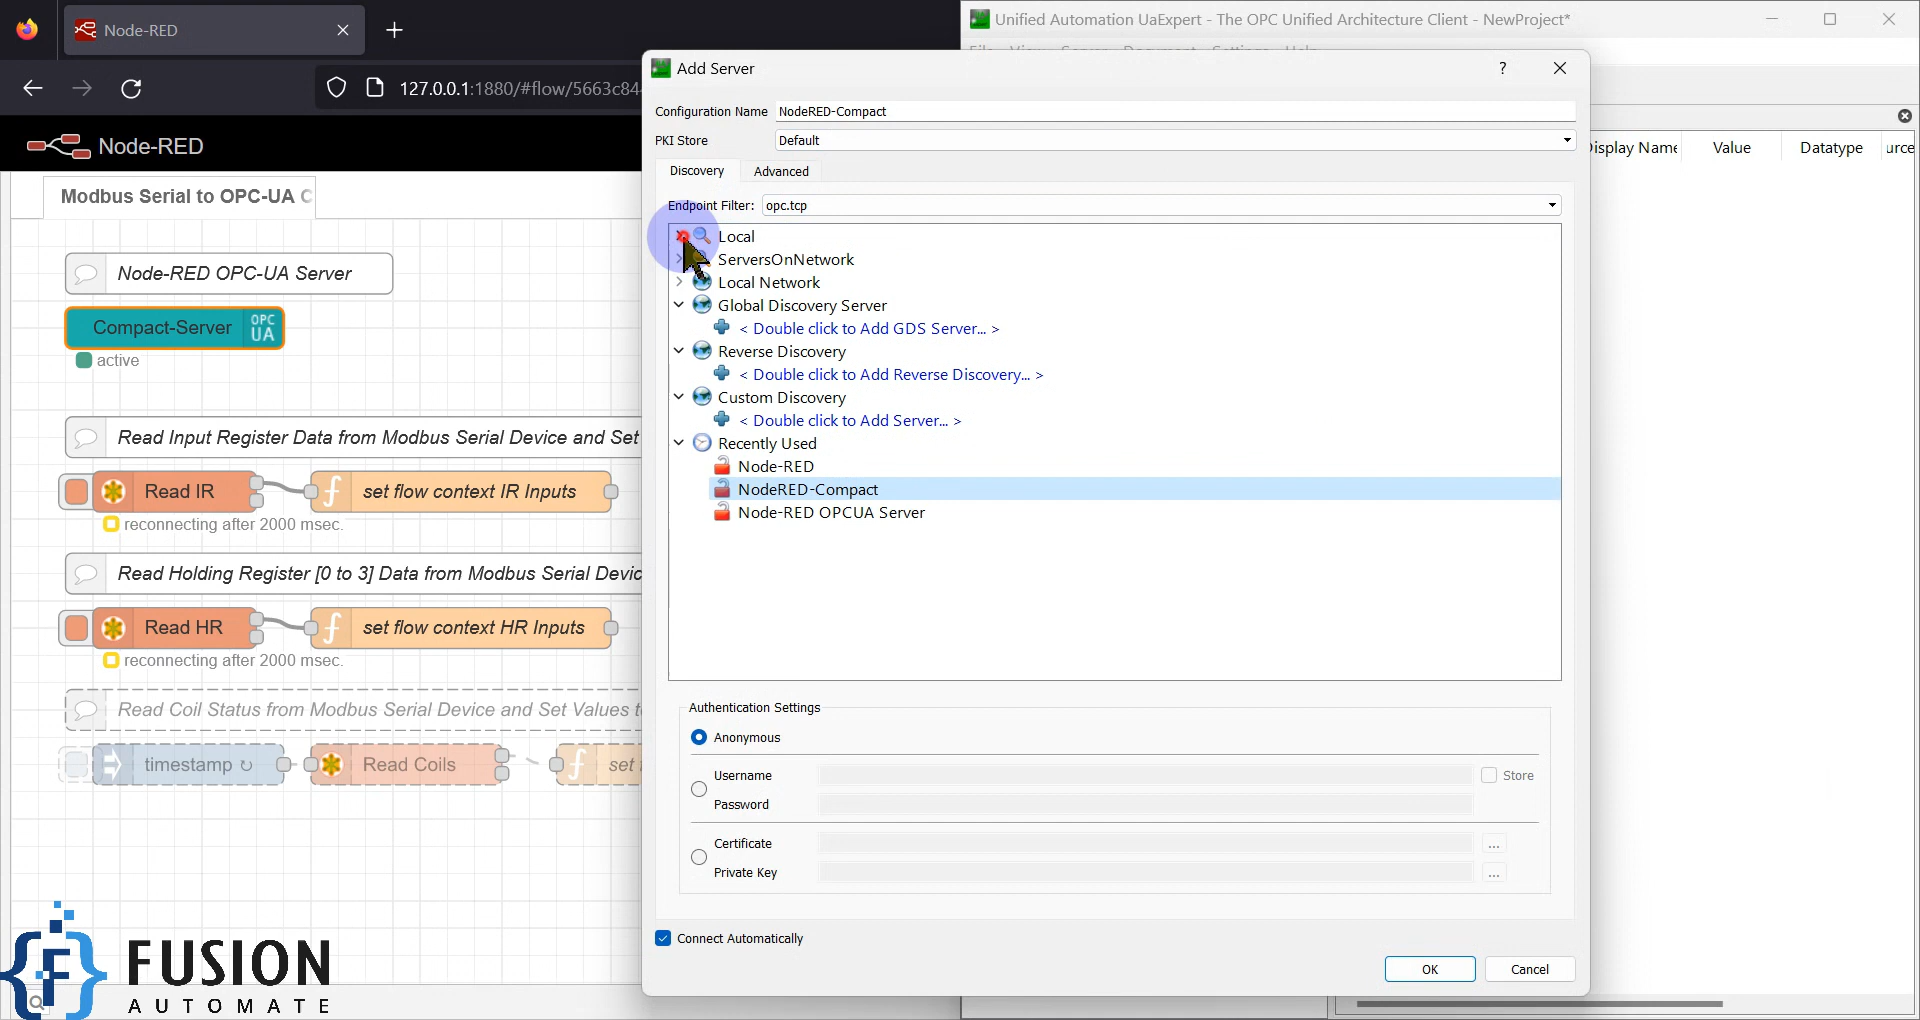 Node-RED
Unified Automation UaExpert - The OPC Unified Architecture Client - NewProject*
127.0.0.1:1880/#flow/5663c84
Add Server
?
Configuration Name NodeRED-Compact
PKI Store Default
Discovery Advanced
Endpoint Filter: opc.tcp
Local
ServersOnNetwork
Local Network
Global Discovery Server
< Double click to Add GDS Server... >
Reverse Discovery
< Double click to Add Reverse Discovery... >
Custom Discovery
< Double click to Add Server... >
Recently Used
Node-RED
NodeRED-Compact
Node-RED OPCUA Server
Authentication Settings
Anonymous
Username
Store
Password
Certificate
...
Private Key
...
Connect Automatically
OK Cancel
Display Name Value Datatype urce
Node-RED
Modbus Serial to OPC-UA C
Node-RED OPC-UA Server
Compact-Server OPC UA
active
Read Input Register Data from Modbus Serial Device and Set
Read IR
set flow context IR Inputs
reconnecting after 2000 msec.
Read Holding Register [0 to 3] Data from Modbus Serial Devic
Read HR
set flow context HR Inputs
reconnecting after 2000 msec.
Read Coil Status from Modbus Serial Device and Set Values t
timestamp ↻
Read Coils
set
FUSION
AUTOMATE